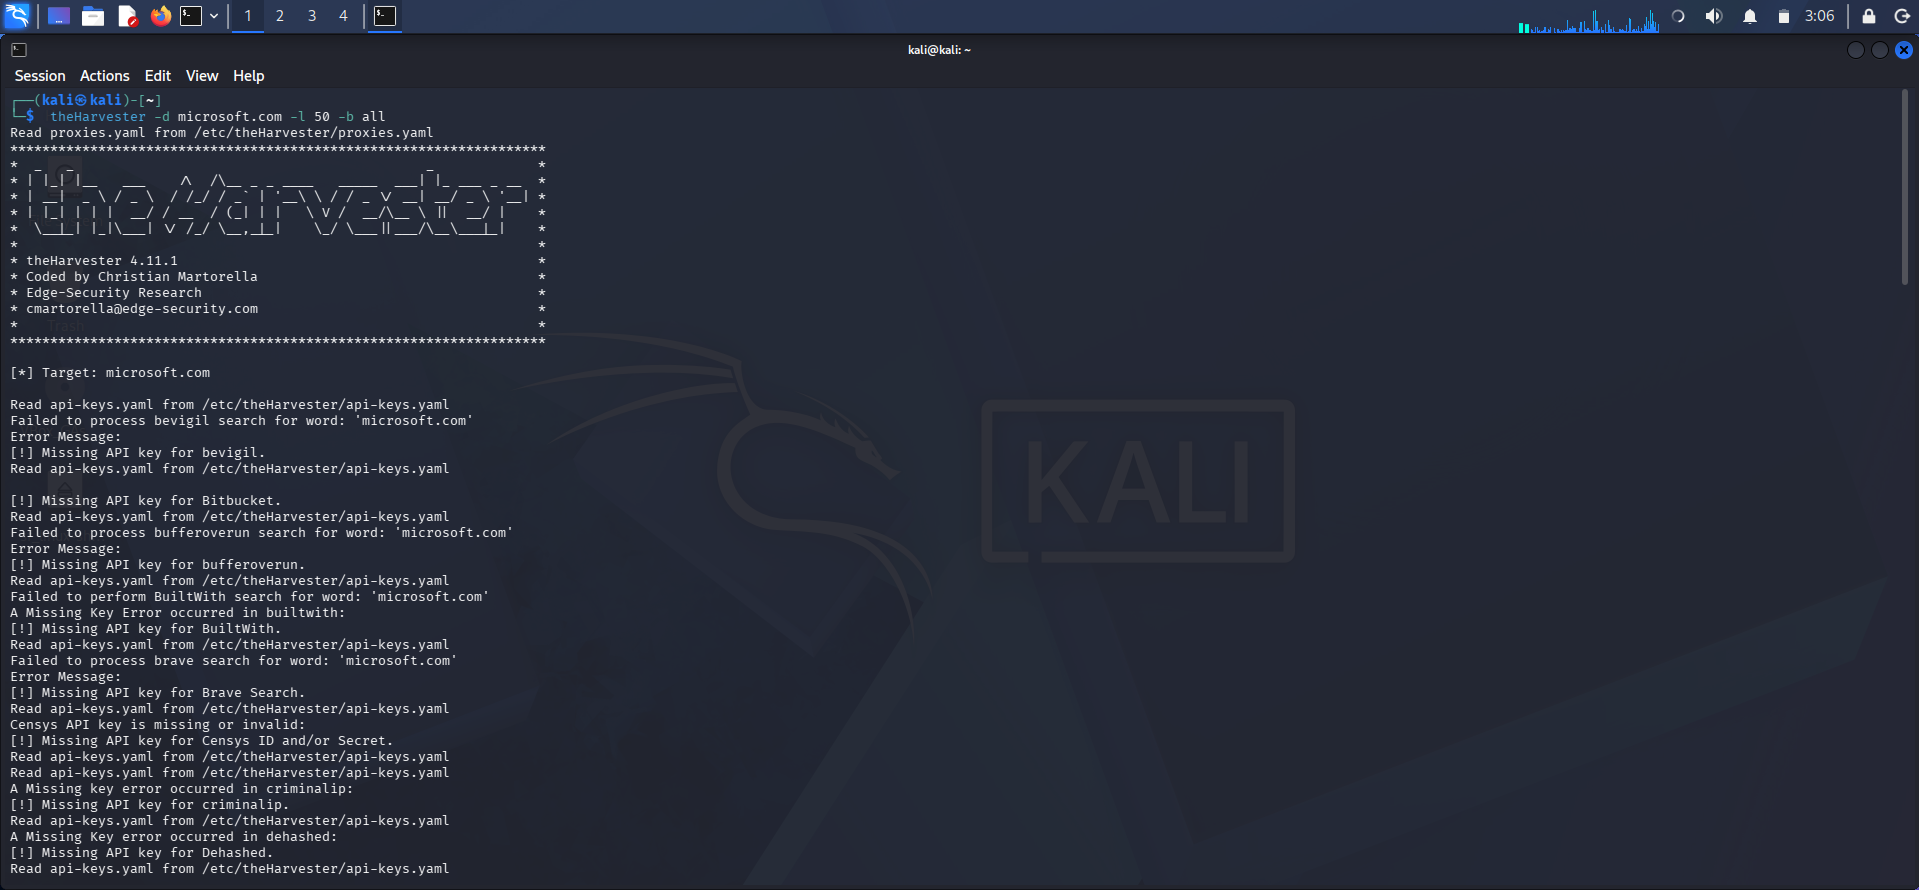 1 2 3 4 3:06
kali@kali: ~
Session Actions Edit View Help
┌──(kali㉿kali)-[~]
└─$ theHarvester -d microsoft.com -l 50 -b all
Read proxies.yaml from /etc/theHarvester/proxies.yaml
*******************************************************************
* theHarvester 4.11.1 *
* Coded by Christian Martorella *
* Edge-Security Research *
* cmartorella@edge-security.com *
* *
*******************************************************************
[*] Target: microsoft.com
Read api-keys.yaml from /etc/theHarvester/api-keys.yaml
Failed to process bevigil search for word: 'microsoft.com'
Error Message:
[!] Missing API key for bevigil.
Read api-keys.yaml from /etc/theHarvester/api-keys.yaml
[!] Missing API key for Bitbucket.
Read api-keys.yaml from /etc/theHarvester/api-keys.yaml
Failed to process bufferoverun search for word: 'microsoft.com'
Error Message:
[!] Missing API key for bufferoverun.
Read api-keys.yaml from /etc/theHarvester/api-keys.yaml
Failed to perform BuiltWith search for word: 'microsoft.com'
A Missing Key Error occurred in builtwith:
[!] Missing API key for BuiltWith.
Read api-keys.yaml from /etc/theHarvester/api-keys.yaml
Failed to process brave search for word: 'microsoft.com'
Error Message:
[!] Missing API key for Brave Search.
Read api-keys.yaml from /etc/theHarvester/api-keys.yaml
Censys API key is missing or invalid:
[!] Missing API key for Censys ID and/or Secret.
Read api-keys.yaml from /etc/theHarvester/api-keys.yaml
Read api-keys.yaml from /etc/theHarvester/api-keys.yaml
A Missing key error occurred in criminalip:
[!] Missing API key for criminalip.
Read api-keys.yaml from /etc/theHarvester/api-keys.yaml
A Missing Key error occurred in dehashed:
[!] Missing API key for Dehashed.
Read api-keys.yaml from /etc/theHarvester/api-keys.yaml
Trash
KALI